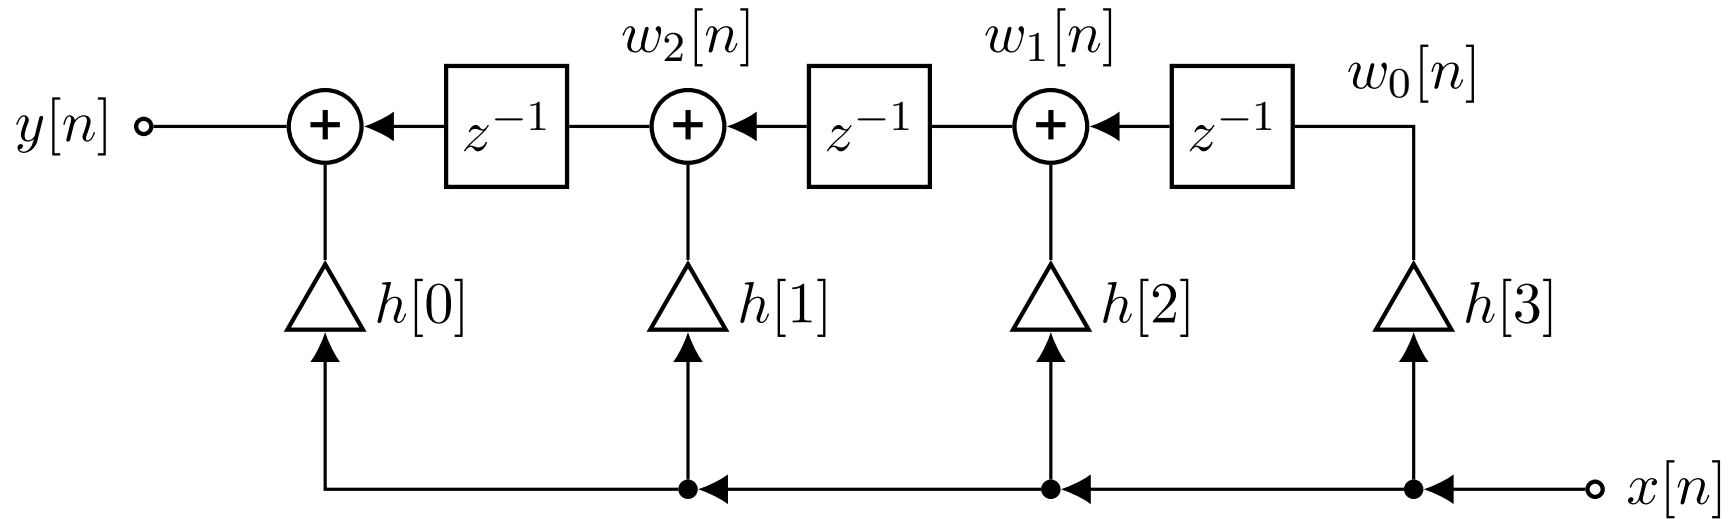 w₂[n] w₁[n] w₀[n]
y[n] + z⁻¹ + z⁻¹ + z⁻¹
h[0] h[1] h[2] h[3]
x[n]